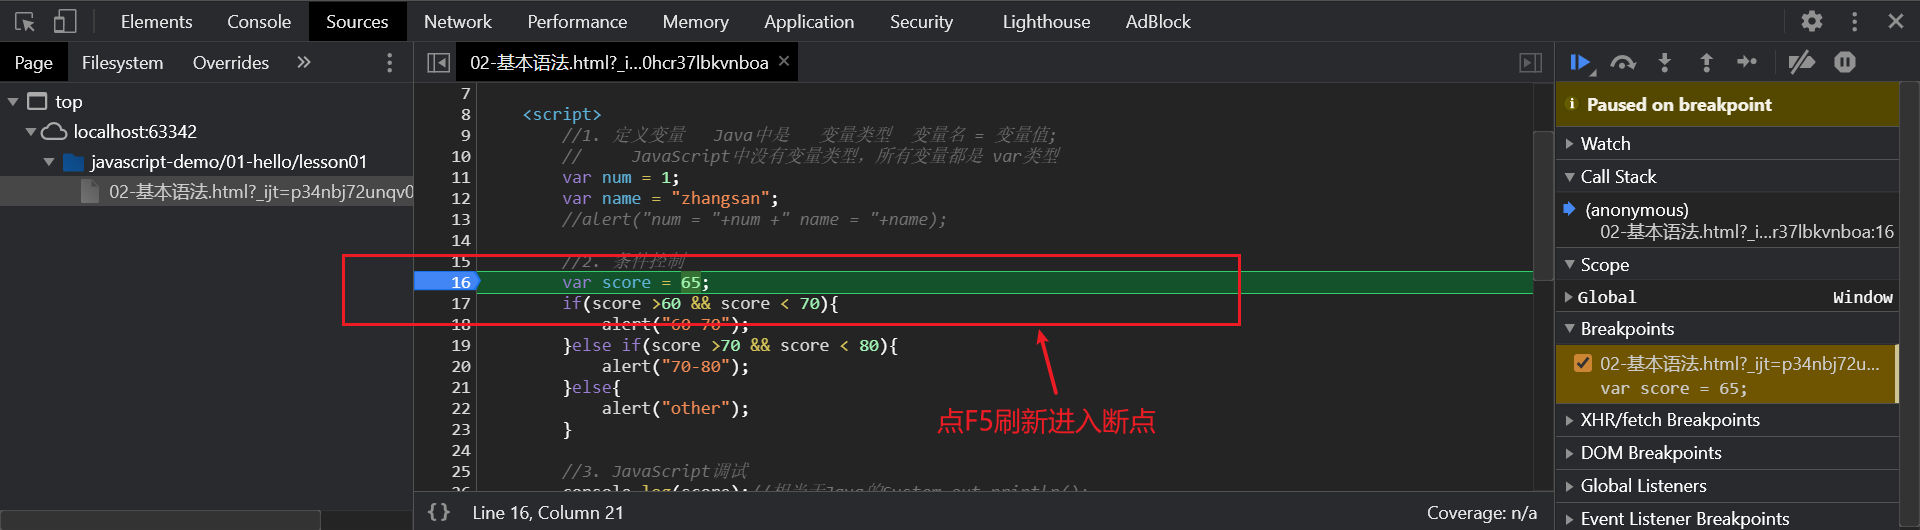 Elements Console Sources Network Performance Memory Application Security Lighthouse AdBlock
Page Filesystem Overrides »
02-基本语法.html?_i...0hcr37lbkvnboa ×
top
localhost:63342
javascript-demo/01-hello/lesson01
02-基本语法.html?_ijt=p34nbj72unqv0
7
8 <script>
9 //1. 定义变量 Java中是 变量类型 变量名 = 变量值;
10 // JavaScript中没有变量类型，所有变量都是 var类型
11 var num = 1;
12 var name = "zhangsan";
13 //alert("num = "+num +" name = "+name);
14
15 //2. 条件控制
16 var score = 65;
17 if(score >60 && score < 70){
18 alert("60-70");
19 }else if(score >70 && score < 80){
20 alert("70-80");
21 }else{
22 alert("other");
23 }
24
25 //3. JavaScript调试
26 console.log(score);//相当于Java的System.out.println();
点F5刷新进入断点
{} Line 16, Column 21
Coverage: n/a
Paused on breakpoint
Watch
Call Stack
(anonymous)
02-基本语法.html?_i...r37lbkvnboa:16
Scope
Global Window
Breakpoints
02-基本语法.html?_ijt=p34nbj72u...
var score = 65;
XHR/fetch Breakpoints
DOM Breakpoints
Global Listeners
Event Listener Breakpoints